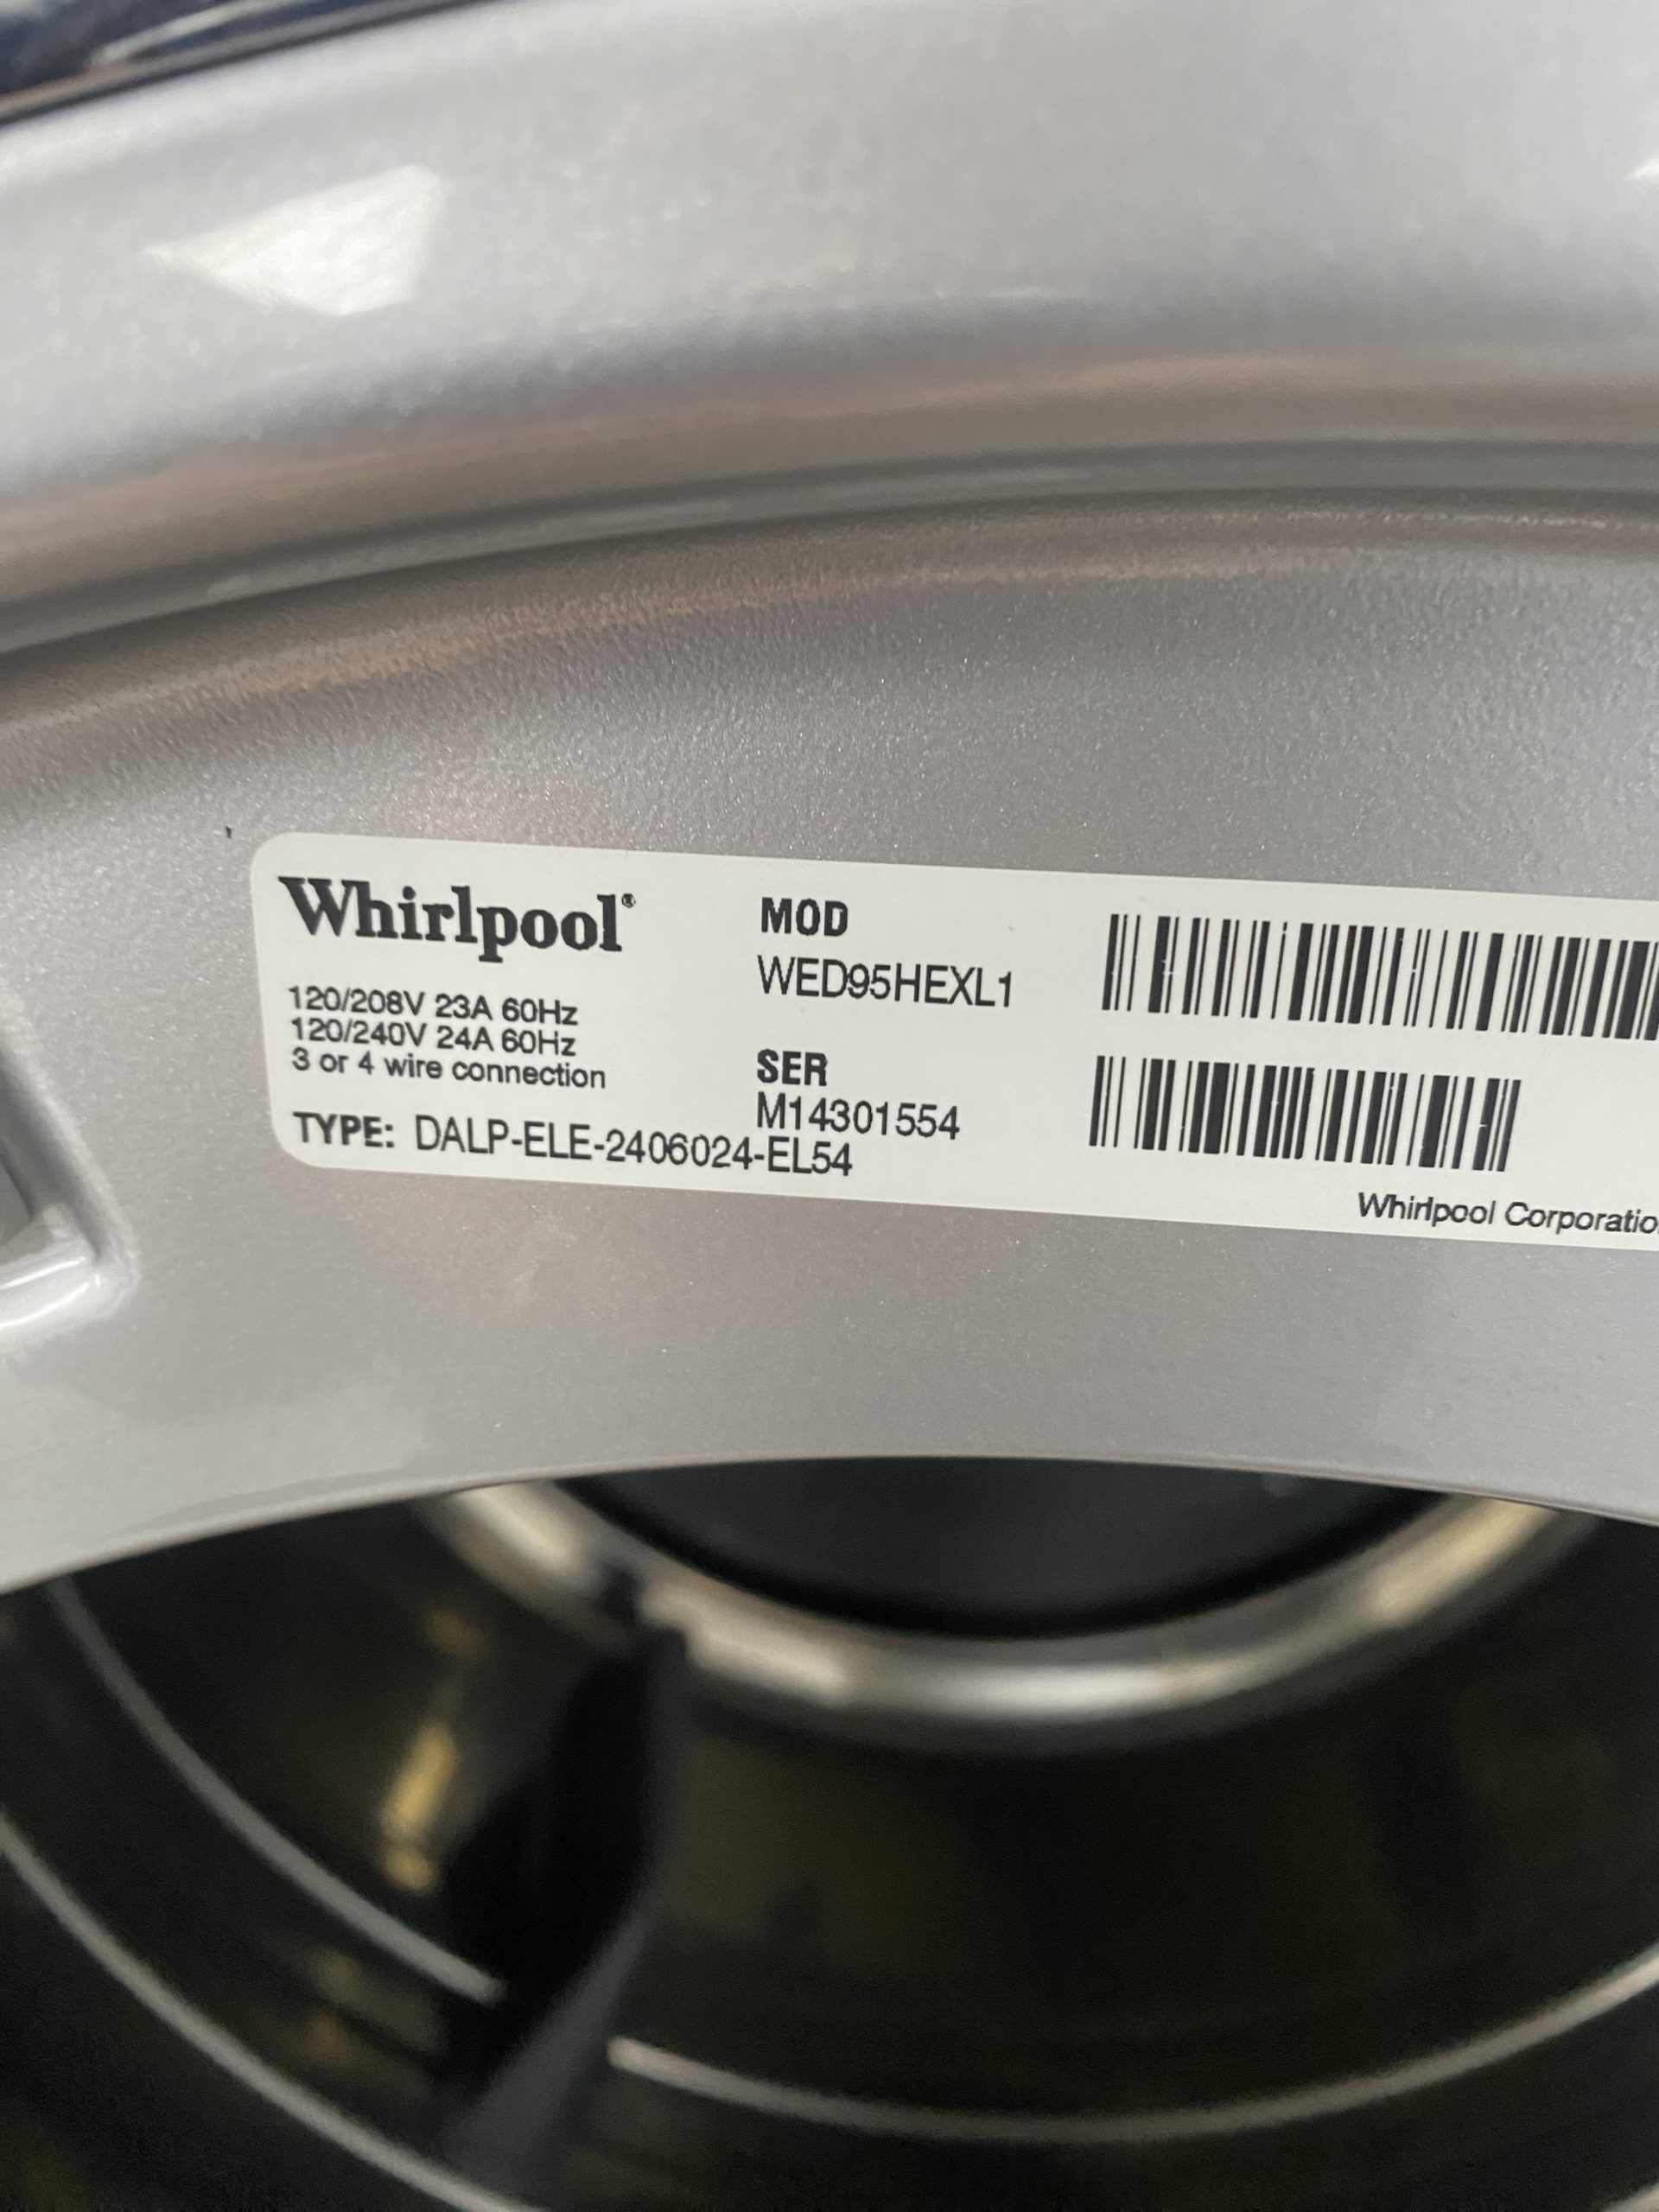 Whirlpool®
120/208V 23A 60Hz
120/240V 24A 60Hz
3 or 4 wire connection
TYPE: DALP-ELE-2406024-EL54
MOD
WED95HEXL1
SER
M14301554
Whirlpool Corporatio